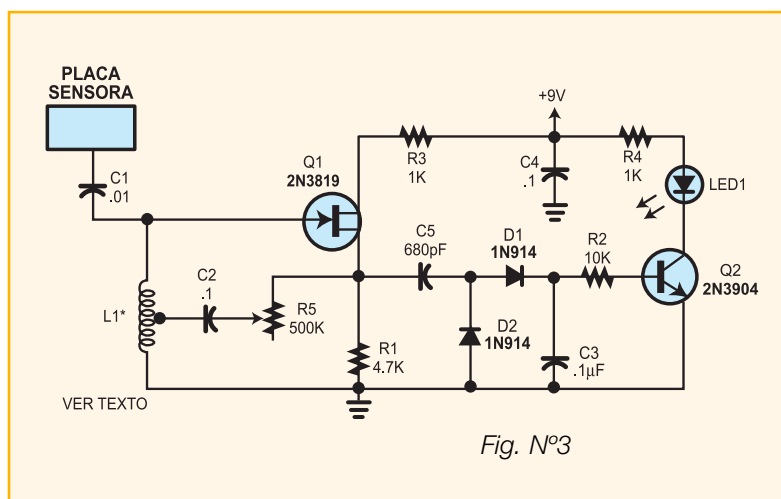 PLACA
SENSORA
+9V
C1
.01
Q1
2N3819
R3
1K
C4
.1
R4
1K
LED1
C5
680pF
D1
1N914
R2
10K
Q2
2N3904
L1*
C2
.1
R5
500K
D2
1N914
R1
4.7K
C3
.1µF
VER TEXTO
Fig. Nº3